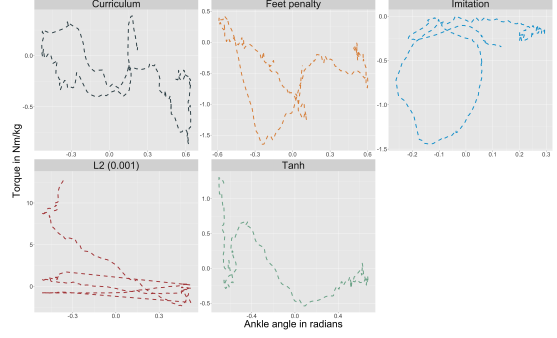 Curriculum Feet penalty Imitation
0.5 0.0
0.0 -0.5
0.0 -0.5 -1.0
-0.5 -1.0 -1.5
-1.5
-0.3 0.0 0.3 0.6 -0.6 -0.3 0.0 0.3 0.6 -0.2 -0.1 0.0 0.1 0.2 0.3
Torque in Nm/kg
L2 (0.001) Tanh
10 1.0
5 0.5
0 0.0
-0.5
-0.3 0.0 0.3 -0.4 0.0 0.4
Ankle angle in radians